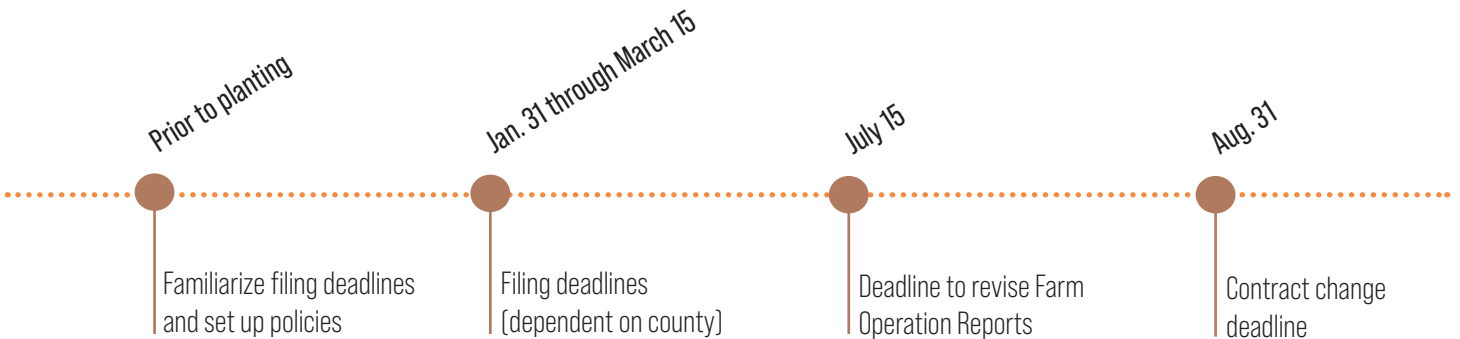 Prior to planting
Jan. 31 through March 15
July 15
Aug. 31
Familiarize filing deadlines
and set up policies
Filing deadlines
(dependent on county)
Deadline to revise Farm
Operation Reports
Contract change
deadline